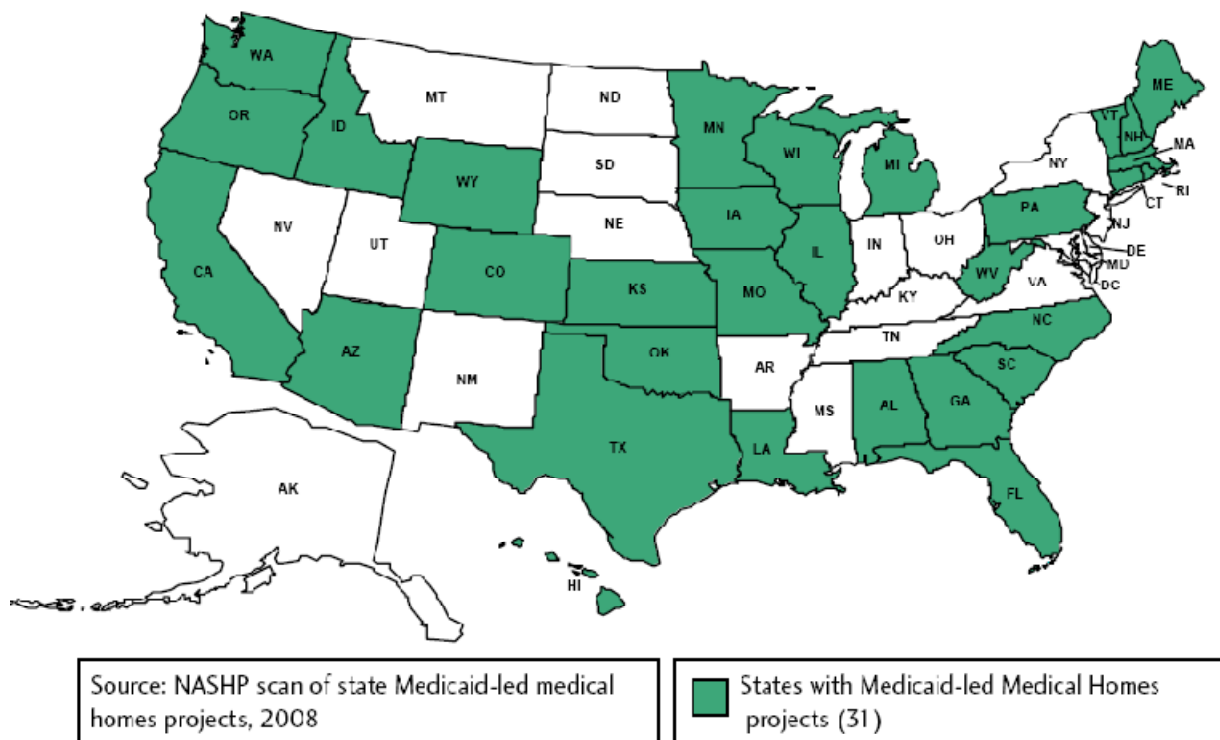 WA
MT
ND
ME
OR
ID
MN
VT
NH
WI
MI
MA
NY
SD
WY
RI
CT
PA
IA
NE
NJ
NV
UT
IN
OH
IL
DE
CO
WV
MD
CA
VA
DC
KS
MO
KY
NC
TN
AZ
OK
AR
SC
NM
MS
AL
GA
TX
LA
AK
FL
HI
Source: NASHP scan of state Medicaid-led medical
homes projects, 2008
States with Medicaid-led Medical Homes
projects (31)